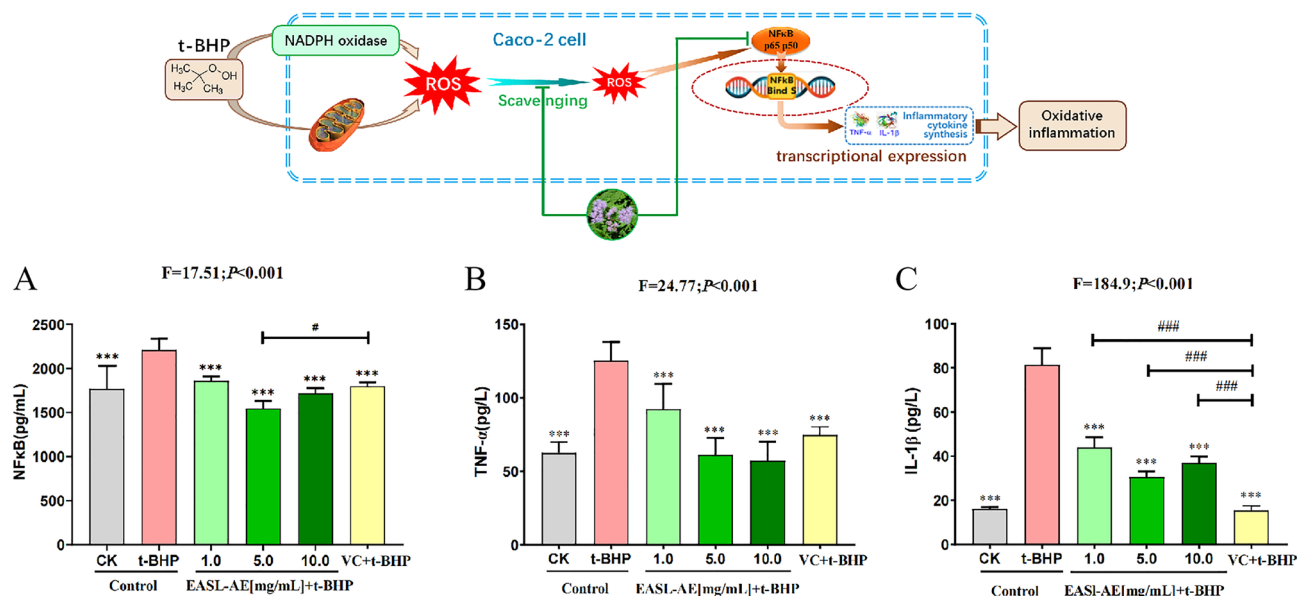 t-BHP
H₃C
O
O
OH
H₃C
CH₃
NADPH oxidase
Caco-2 cell
ROS
Scavenging
ROS
NFκB
p65 p50
NFκB
Bind S
TNF-α
IL-1β
Inflammatory
cytokine
synthesis
transcriptional expression
Oxidative
inflammation
A
F=17.51;P<0.001
NFκB(pg/mL)
2500
2000
1500
1000
500
0
***
***
***
***
***
#
CK
t-BHP
1.0
5.0
10.0
VC+t-BHP
Control
EASL-AE[mg/mL]+t-BHP
B
F=24.77;P<0.001
TNF-α(pg/L)
150
100
50
0
***
***
***
***
***
CK
t-BHP
1.0
5.0
10.0
VC+t-BHP
Control
EASL-AE[mg/mL]+t-BHP
C
F=184.9;P<0.001
IL-1β (pg/L)
100
80
60
40
20
0
***
***
***
***
***
###
###
###
CK
t-BHP
1.0
5.0
10.0
VC+t-BHP
Control
EASl-AE[mg/mL]+t-BHP